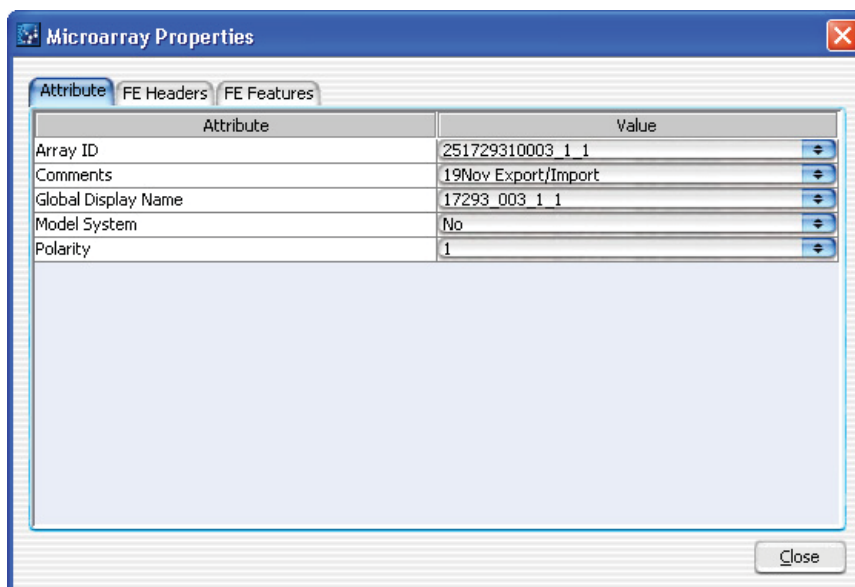 Microarray Properties
Attribute FE Headers FE Features
Attribute Value
Array ID 251729310003_1_1
Comments 19Nov Export/Import
Global Display Name 17293_003_1_1
Model System No
Polarity 1
Close